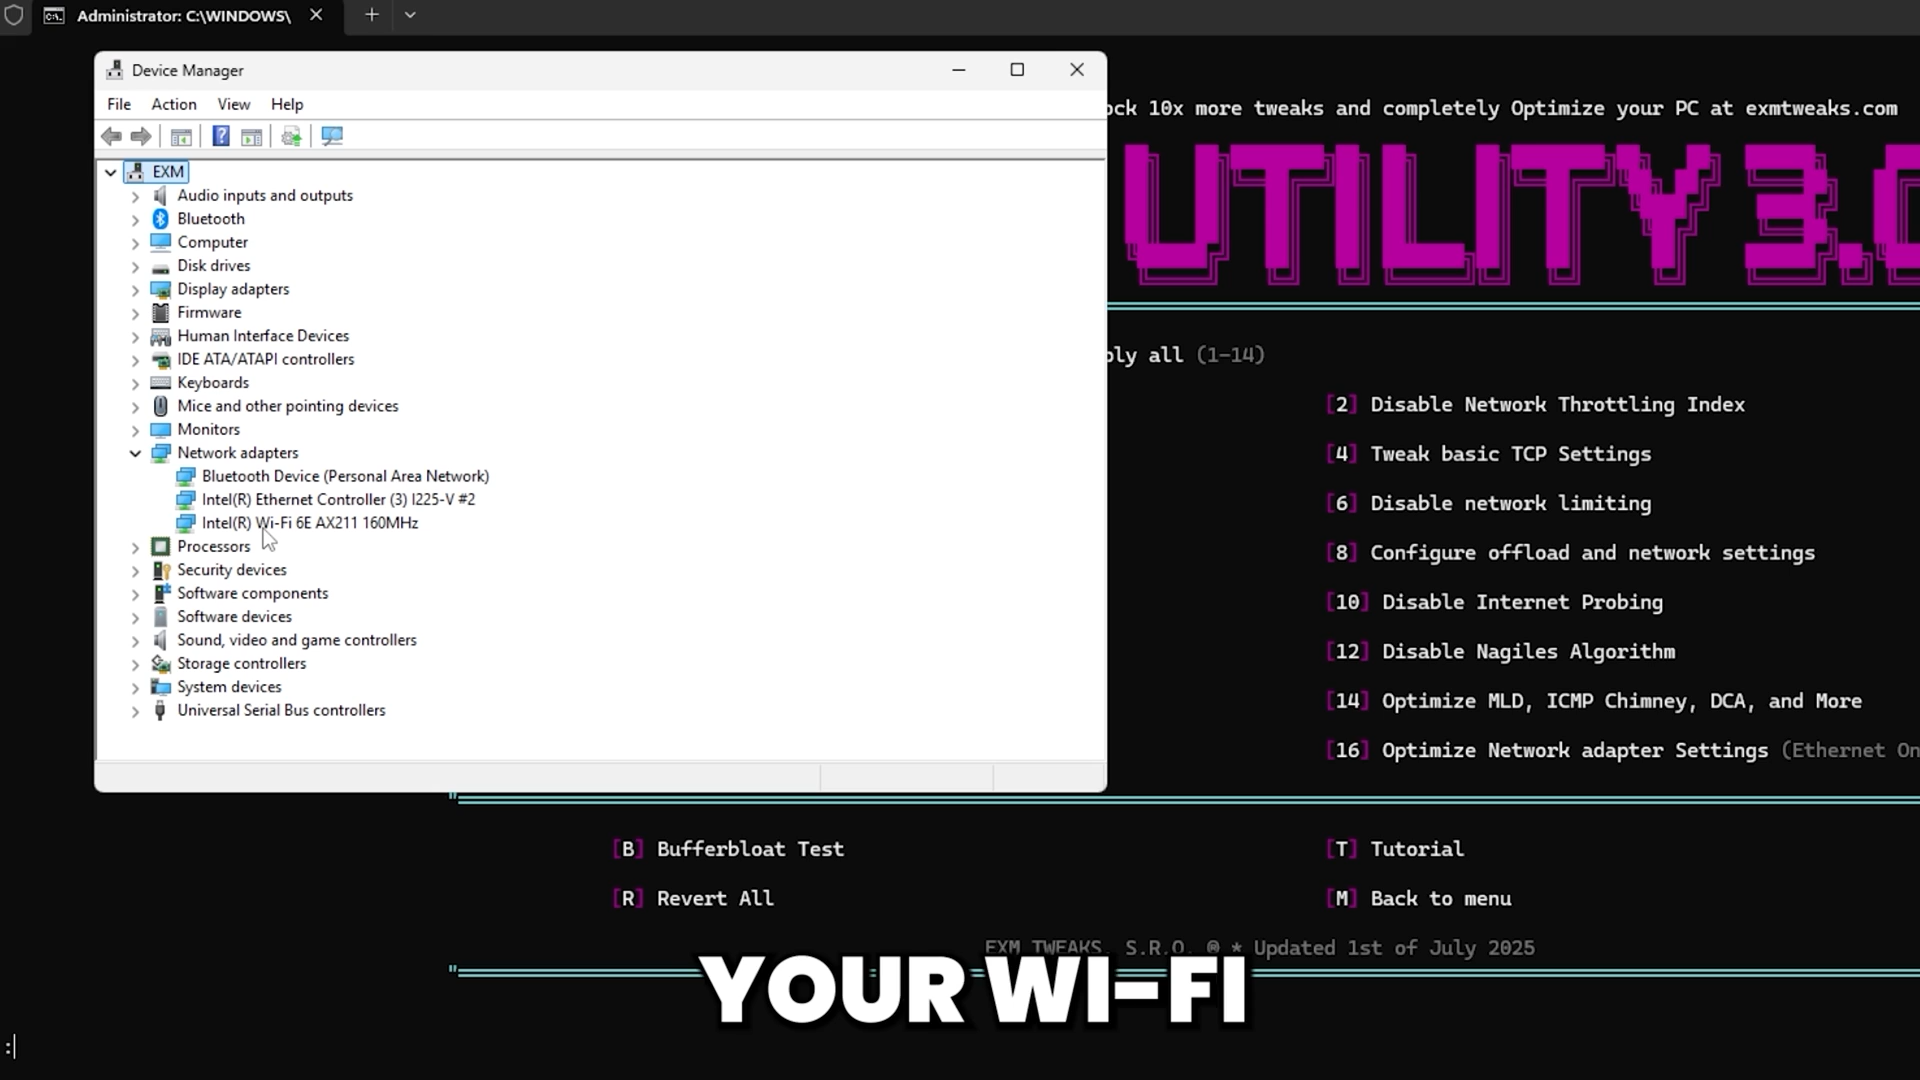 Administrator: C:\WINDOWS\
Device Manager
File Action View Help
EXM
Audio inputs and outputs
Bluetooth
Computer
Disk drives
Display adapters
Firmware
Human Interface Devices
IDE ATA/ATAPI controllers
Keyboards
Mice and other pointing devices
Monitors
Network adapters
Bluetooth Device (Personal Area Network)
Intel(R) Ethernet Controller (3) I225-V #2
Intel(R) Wi-Fi 6E AX211 160MHz
Processors
Security devices
Software components
Software devices
Sound, video and game controllers
Storage controllers
System devices
Universal Serial Bus controllers
ock 10x more tweaks and completely Optimize your PC at exmtweaks.com
UTILITY 3.0
ply all (1-14)
[2] Disable Network Throttling Index
[4] Tweak basic TCP Settings
[6] Disable network limiting
[8] Configure offload and network settings
[10] Disable Internet Probing
[12] Disable Nagiles Algorithm
[14] Optimize MLD, ICMP Chimney, DCA, and More
[16] Optimize Network adapter Settings (Ethernet On
[B] Bufferbloat Test [T] Tutorial
[R] Revert All [M] Back to menu
EXM TWEAKS, S.R.O. ® * Updated 1st of July 2025
YOUR WI-FI
: